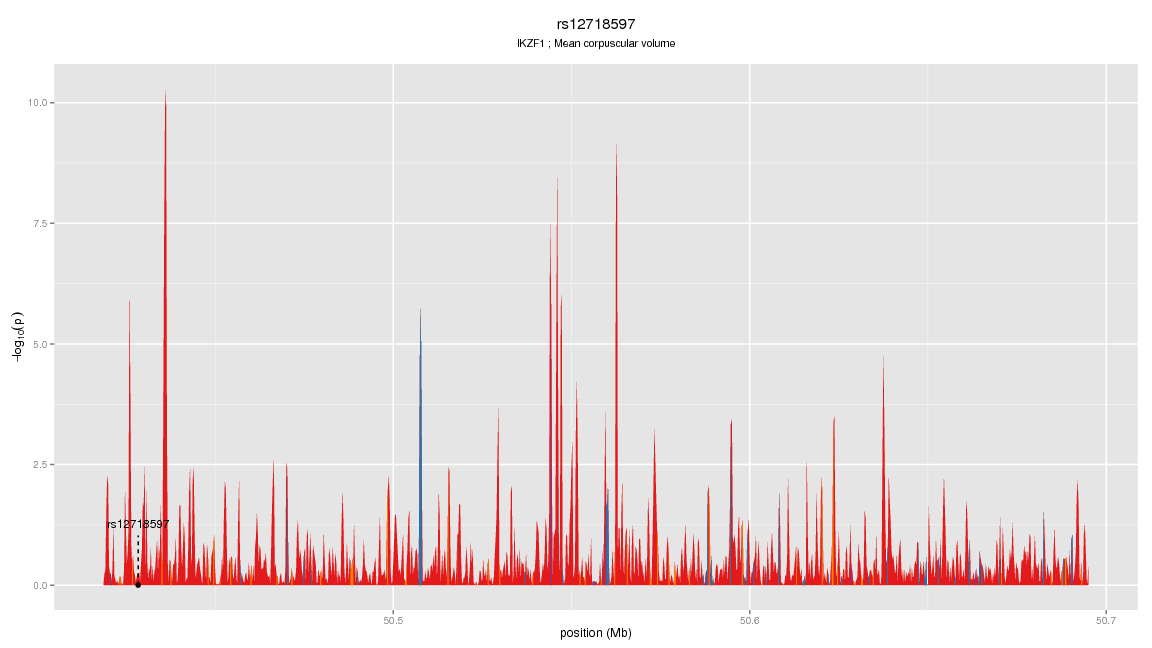 rs12718597
IKZF1 ; Mean corpuscular volume
10.0
7.5
5.0
2.5
0.0
−log10(p)
rs12718597
50.5
50.6
50.7
position (Mb)